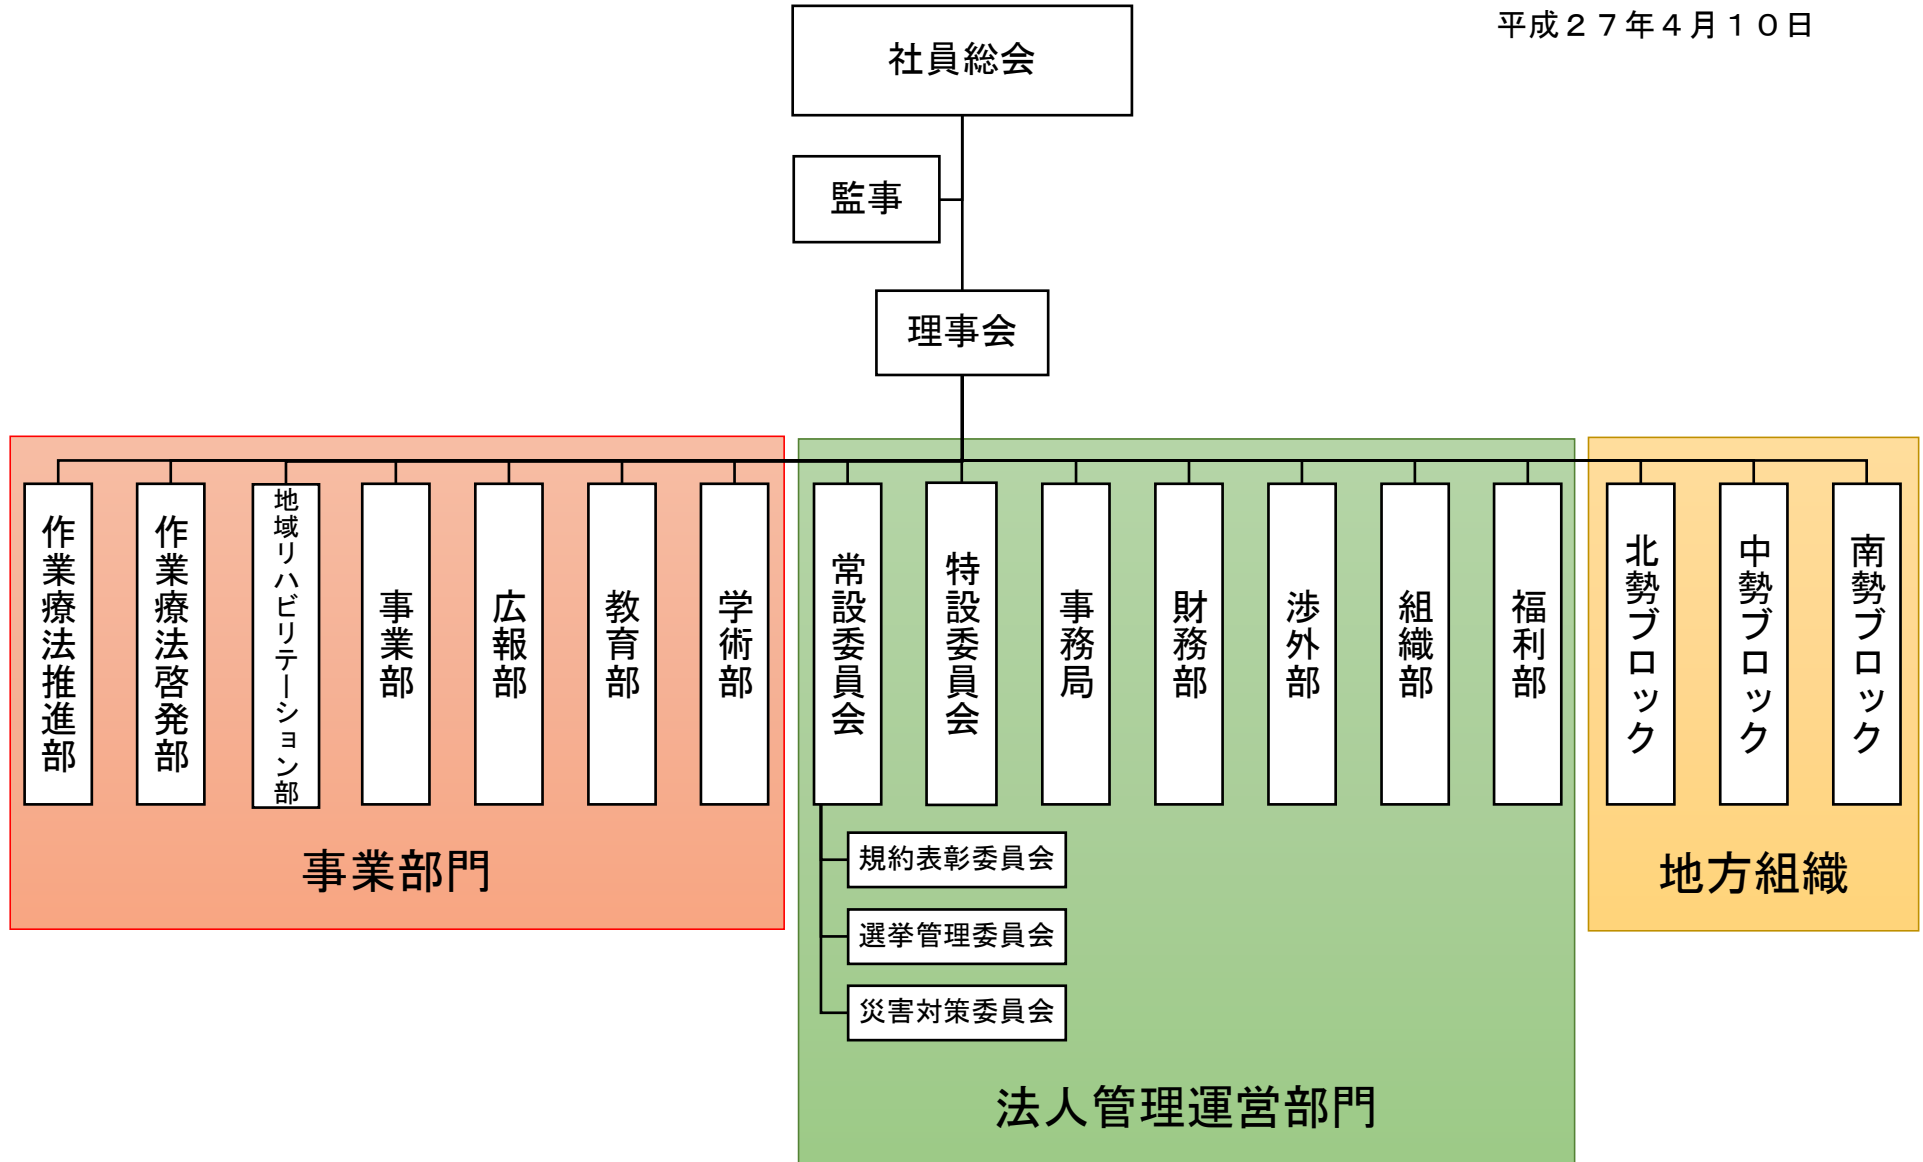 平成２７年４月１０日
社員総会
監事
理事会
作業療法推進部
作業療法啓発部
地域リハビリテーション部
事業部
広報部
教育部
学術部
常設委員会
特設委員会
事務局
財務部
渉外部
組織部
福利部
北勢ブロック
中勢ブロック
南勢ブロック
規約表彰委員会
選挙管理委員会
災害対策委員会
事業部門
地方組織
法人管理運営部門